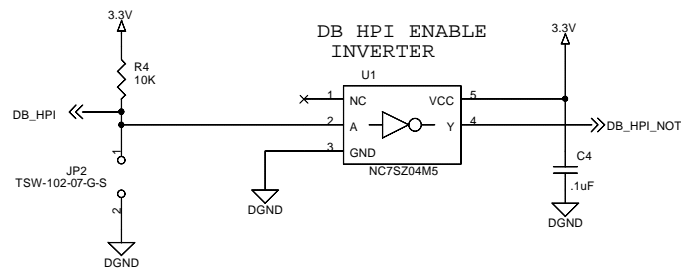 3.3V
R4
10K
DB_HPI
1
JP2
TSW-102-07-G-S
2
DGND
DB HPI ENABLE
INVERTER
U1
1
NC
VCC
5
2
A
Y
4
3
GND
NC7SZ04M5
DGND
3.3V
DB_HPI_NOT
C4
.1uF
DGND